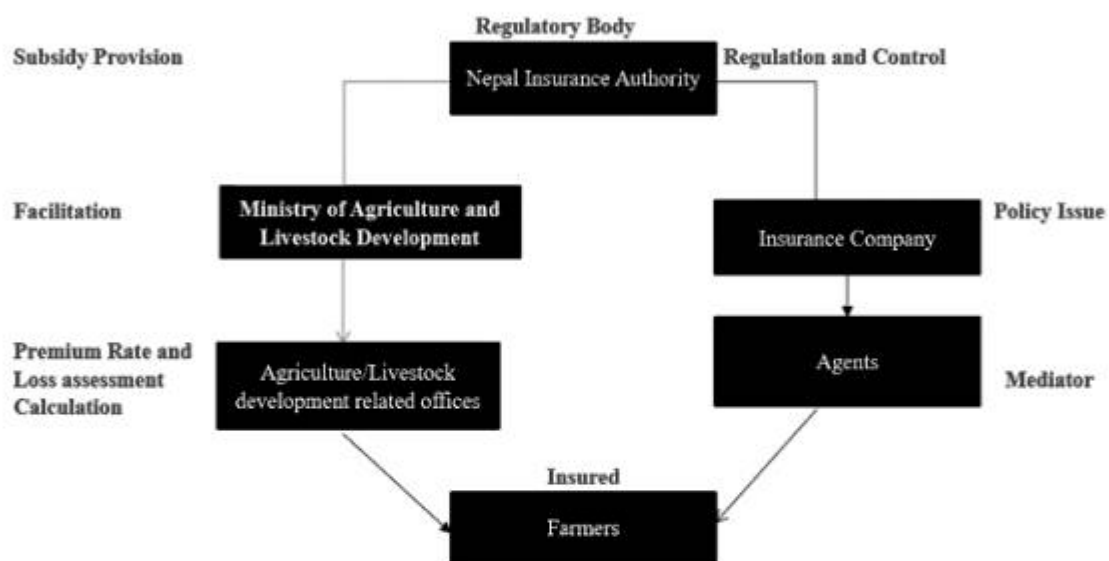 Regulatory Body
Subsidy Provision
Nepal Insurance Authority
Regulation and Control
Facilitation
Ministry of Agriculture and
Livestock Development
Insurance Company
Policy Issue
Premium Rate and
Loss assessment
Calculation
Agriculture/Livestock
development related offices
Agents
Mediator
Insured
Farmers